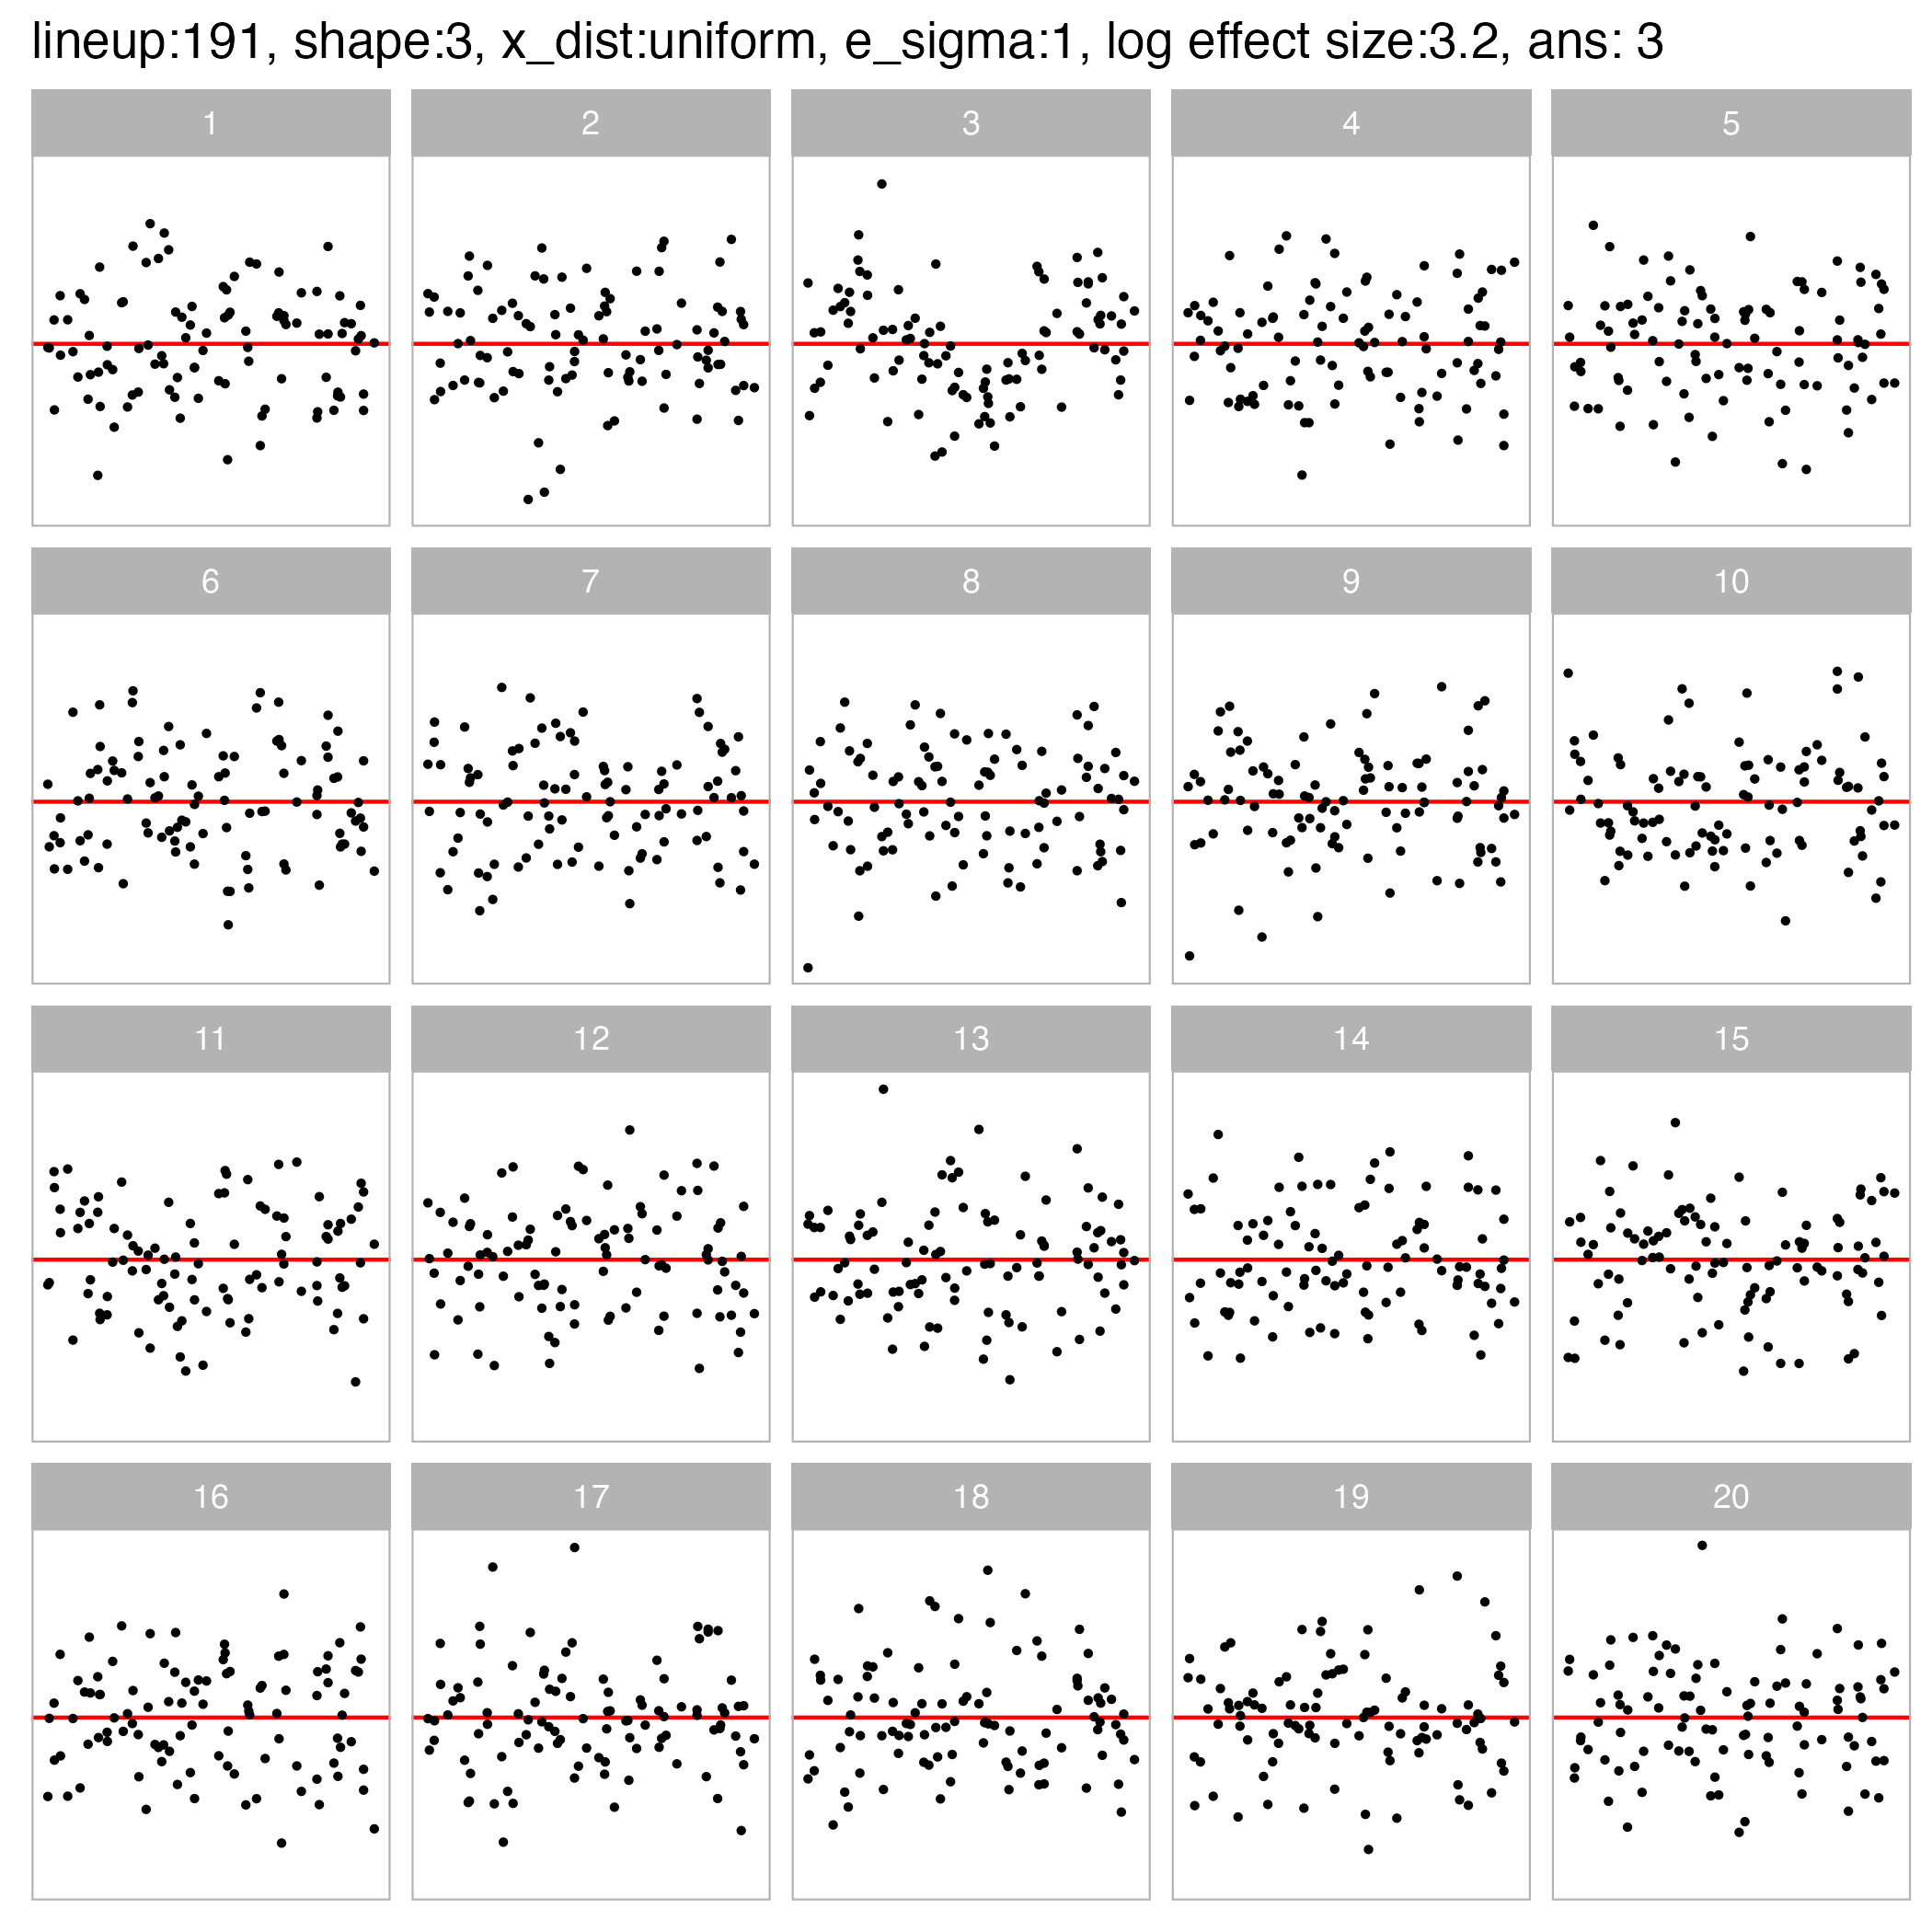 lineup:191, shape:3, x_dist:uniform, e_sigma:1, log effect size:3.2, ans: 3
1 2 3 4 5
6 7 8 9 10
11 12 13 14 15
16 17 18 19 20